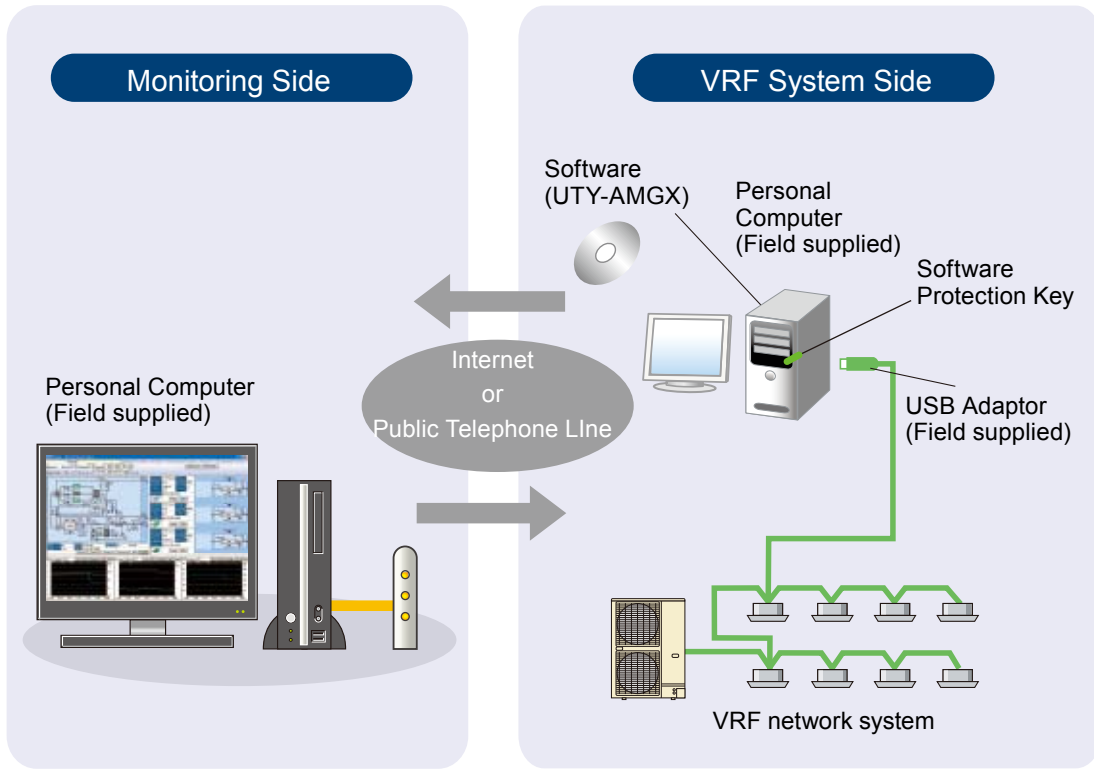 Monitoring Side
Personal Computer
(Field supplied)
Internet
or
Public Telephone LIne
VRF System Side
Software
(UTY-AMGX)
Personal
Computer
(Field supplied)
Software
Protection Key
USB Adaptor
(Field supplied)
VRF network system